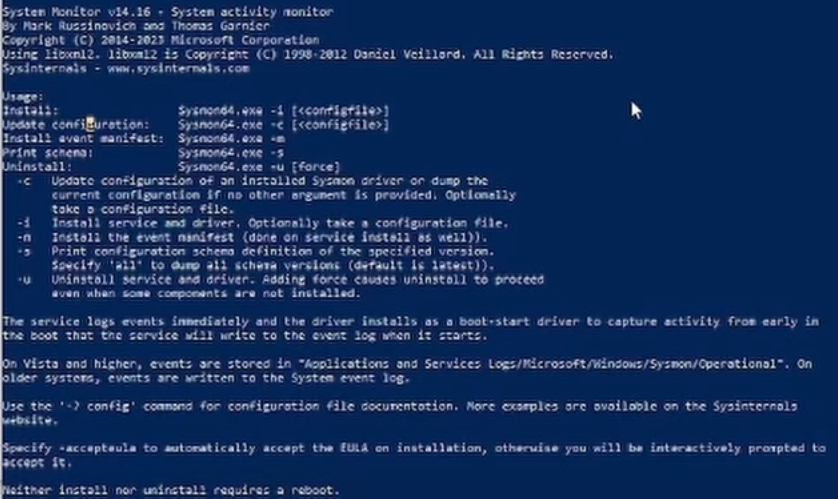 System Monitor v14.16 - System activity monitor
By Mark Russinovich and Thomas Garnier
Copyright (C) 2014-2023 Microsoft Corporation
Using libxml2. libxml2 is Copyright (C) 1998-2012 Daniel Veillard. All Rights Reserved.
Sysinternals - www.sysinternals.com
Usage:
Install: Sysmon64.exe -i [<configfile>]
Update configuration: Sysmon64.exe -c [<configfile>]
Install event manifest: Sysmon64.exe -m
Print schema: Sysmon64.exe -s
Uninstall: Sysmon64.exe -u [force]
-c Update configuration of an installed Sysmon driver or dump the
current configuration if no other argument is provided. Optionally
take a configuration file.
-i Install service and driver. Optionally take a configuration file.
-m Install the event manifest (done on service install as well)).
-s Print configuration schema definition of the specified version.
Specify 'all' to dump all schema versions (default is latest)).
-u Uninstall service and driver. Adding force causes uninstall to proceed
even when some components are not installed.
The service logs events immediately and the driver installs as a boot-start driver to capture activity from early in
the boot that the service will write to the event log when it starts.
On Vista and higher, events are stored in "Applications and Services Logs/Microsoft/Windows/Sysmon/Operational". On
older systems, events are written to the System event log.
Use the '-? config' command for configuration file documentation. More examples are available on the Sysinternals
website.
Specify -accepteula to automatically accept the EULA on installation, otherwise you will be interactively prompted to
accept it.
Neither install nor uninstall requires a reboot.